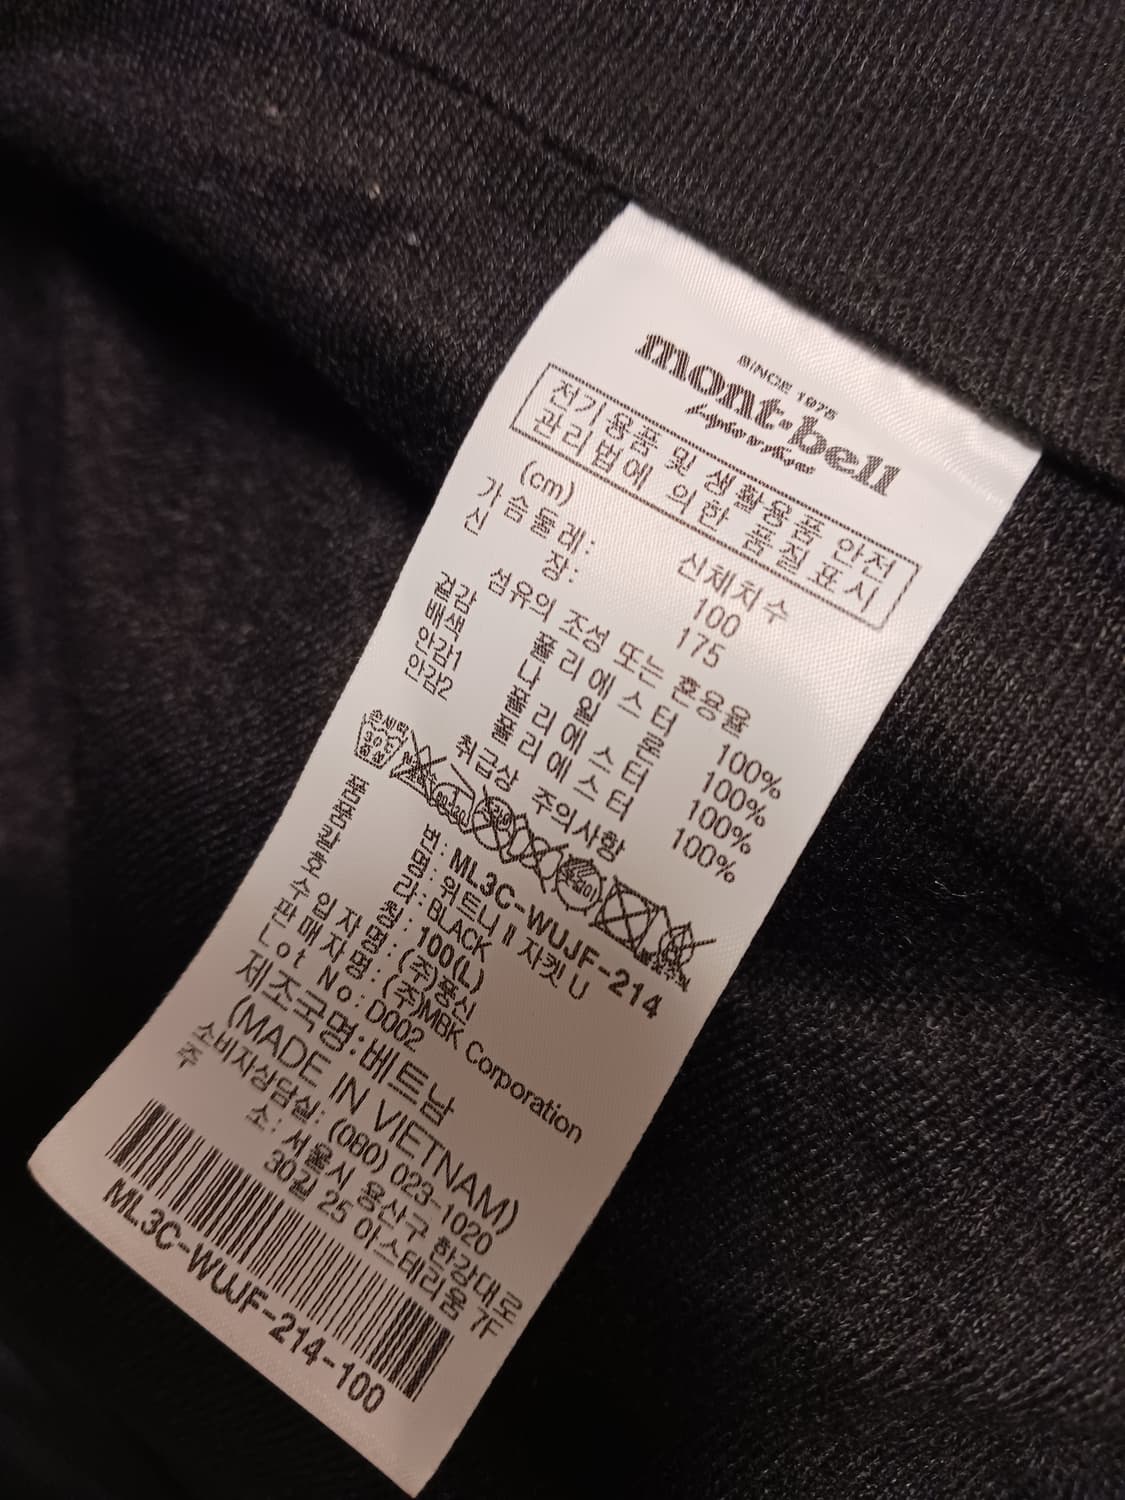 SINCE 1975
mont·bell
전기용품 및 생활용품 안전
관리법에 의한 품질 표시
(cm) 신체치수
가슴둘레: 100
신 장: 175
섬유의 조성 또는 혼용율
겉감 폴리에스터 100%
배색 나일론 100%
안감1 폴리에스터 100%
안감2 폴리에스터 100%
취급상 주의사항
손세탁
30℃
중성
품 번: ML3C-WUJF-214
품 명: 위트니 II 자켓 U
칼 라: BLACK
호 칭: 100(L)
수 입 자 명: (주)용신
판 매 자 명: (주)MBK Corporation
Lot No: D002
제조국명: 베트남
(MADE IN VIETNAM)
소비자상담실: (080) 023-1020
주 소: 서울시 용산구 한강대로
30길 25 아스테리움 7F
ML3C-WUJF-214-100